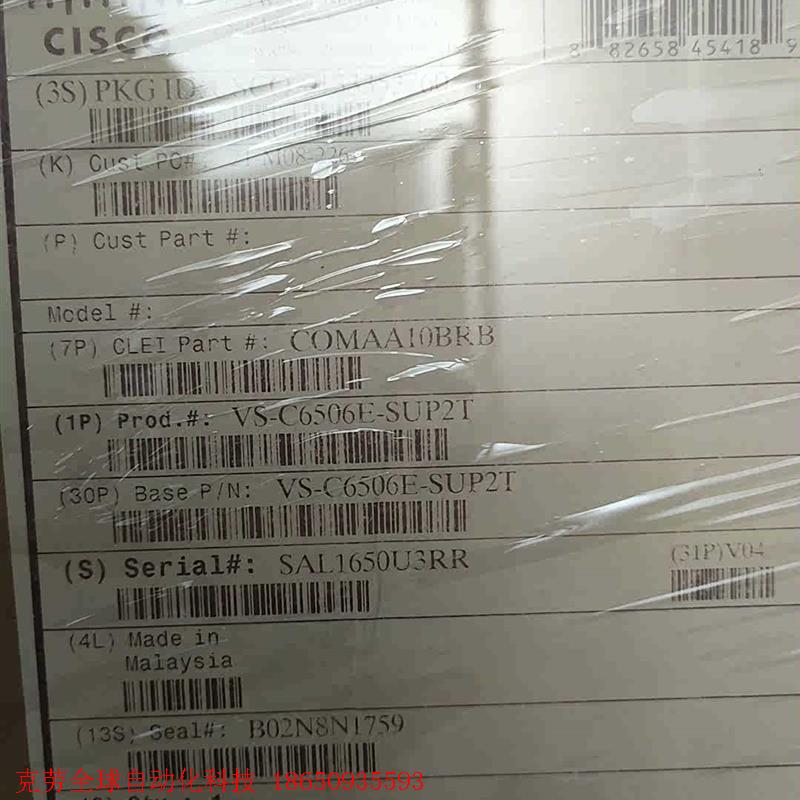 CISCO
8 82658 45418 9
(3S) PKG ID
(K) Cust PO#:
(P) Cust Part #:
Model #:
(7P) CLEI Part #: COMAA10BRB
(1P) Prod.#: VS-C6506E-SUP2T
(30P) Base P/N: VS-C6506E-SUP2T
(S) Serial#: SAL1650U3RR
(31P)V04
(4L) Made in
Malaysia
(13S) Seal#: B02N8N1759
克劳全球自动化科技 18650935593